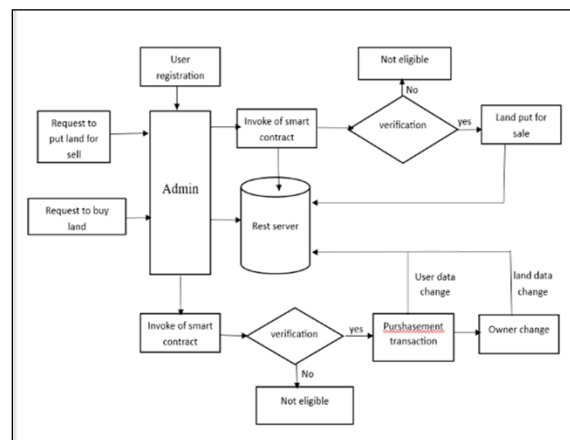 User
registration
Not eligible
No
Request to
put land for
sell
Invoke of smart
contract
verification
yes
Land put for
sale
Admin
Request to buy
land
Rest server
User data
change
land data
change
Invoke of smart
contract
verification
yes
Purshasement
transaction
Owner change
No
Not eligible